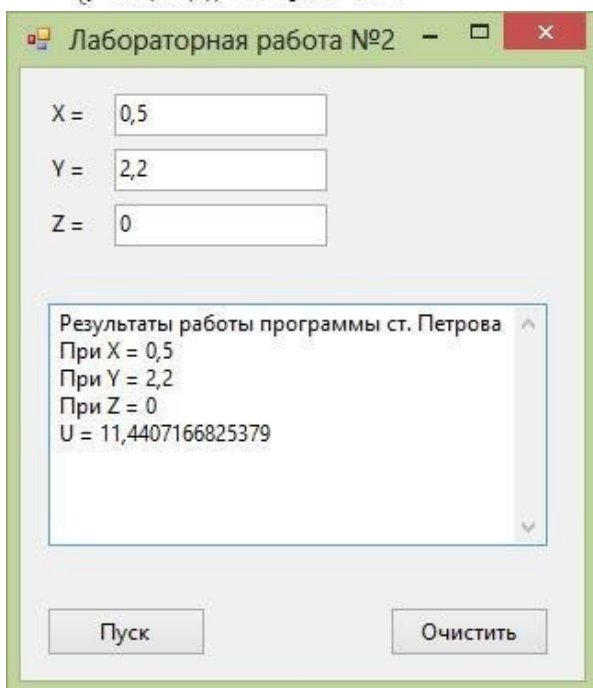 Лабораторная работа №2
X = 0,5
Y = 2,2
Z = 0
Результаты работы программы ст. Петрова
При X = 0,5
При Y = 2,2
При Z = 0
U = 11,4407166825379
Пуск Очистить